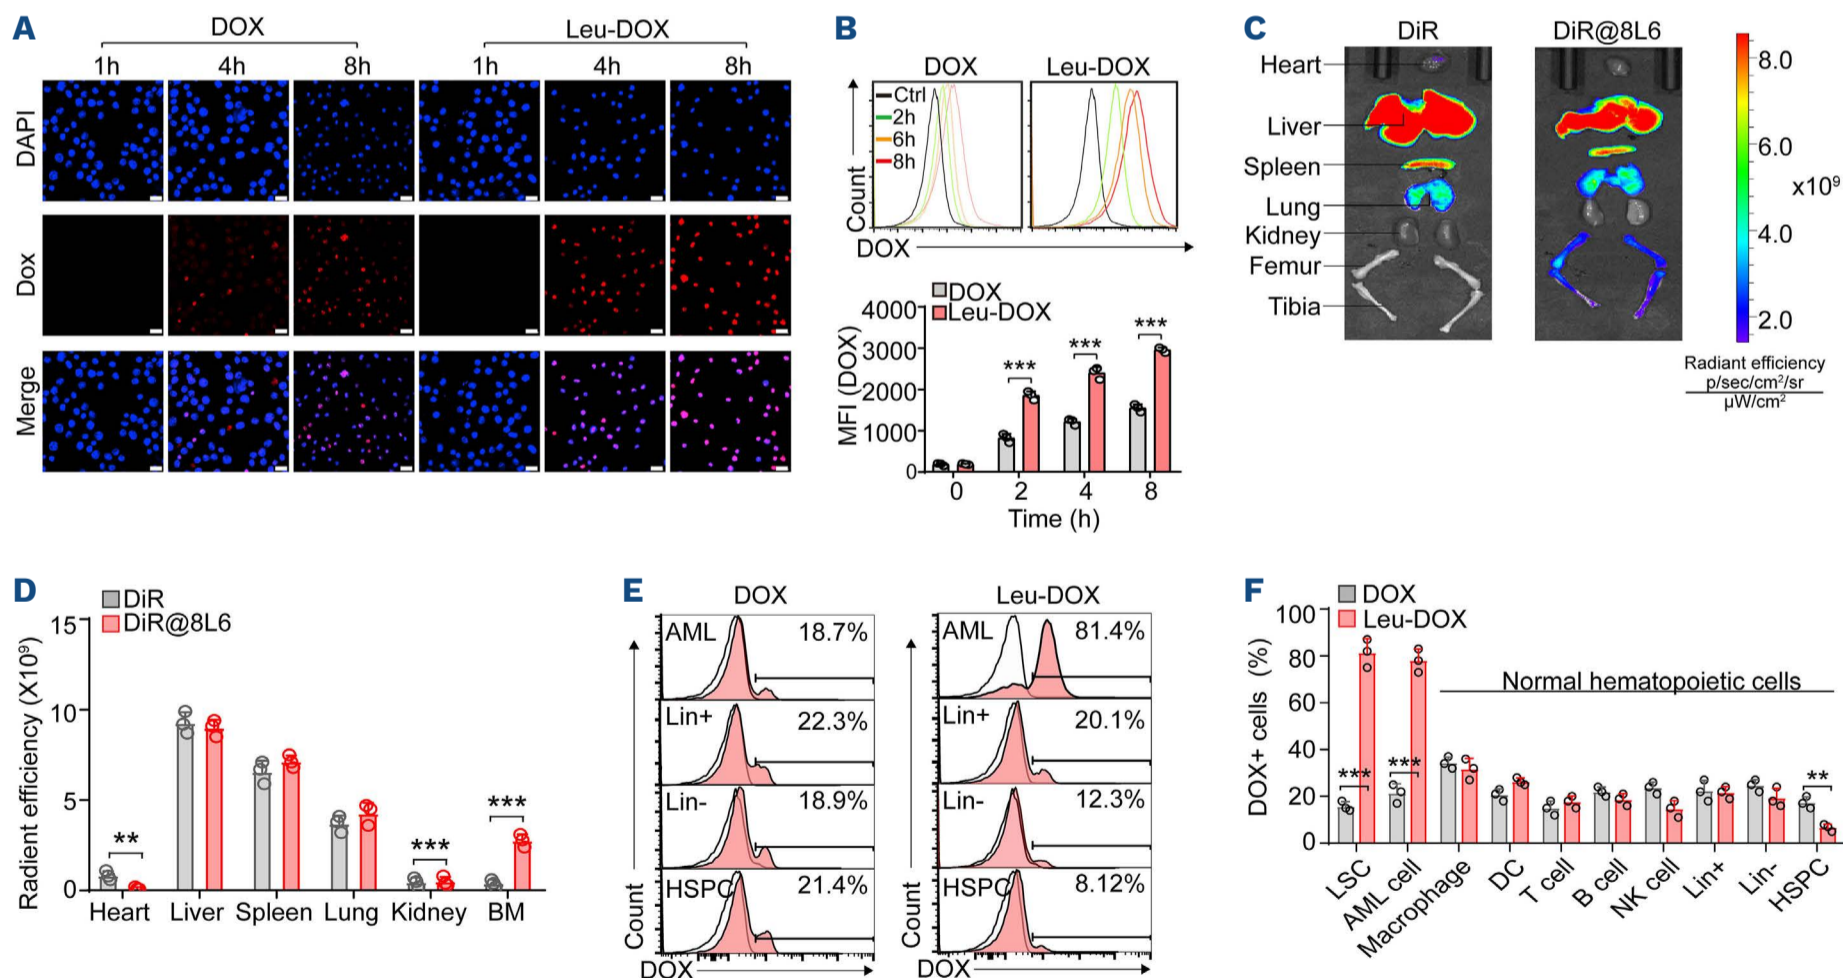 A
DOX
Leu-DOX
1h 4h 8h 1h 4h 8h
DAPI
Dox
Merge
B
DOX
Leu-DOX
Ctrl
2h
6h
8h
Count
DOX
DOX
Leu-DOX
MFI (DOX)
4000
3000
2000
1000
0
***
***
***
0 2 4 8
Time (h)
C
DiR
DiR@8L6
Heart
Liver
Spleen
Lung
Kidney
Femur
Tibia
8.0
6.0
4.0
2.0
x10⁹
Radiant efficiency
p/sec/cm²/sr
µW/cm²
D
DiR
DiR@8L6
Radient efficiency (X10⁹)
15
10
5
0
**
***
***
Heart Liver Spleen Lung Kidney BM
E
DOX
Leu-DOX
AML 18.7%
Lin+ 22.3%
Lin- 18.9%
HSPC 21.4%
Count
DOX
AML 81.4%
Lin+ 20.1%
Lin- 12.3%
HSPC 8.12%
Count
DOX
F
DOX
Leu-DOX
DOX+ cells (%)
100
80
60
40
20
0
Normal hematopoietic cells
***
***
**
LSC
AML cell
Macrophage
DC
T cell
B cell
NK cell
Lin+
Lin-
HSPC